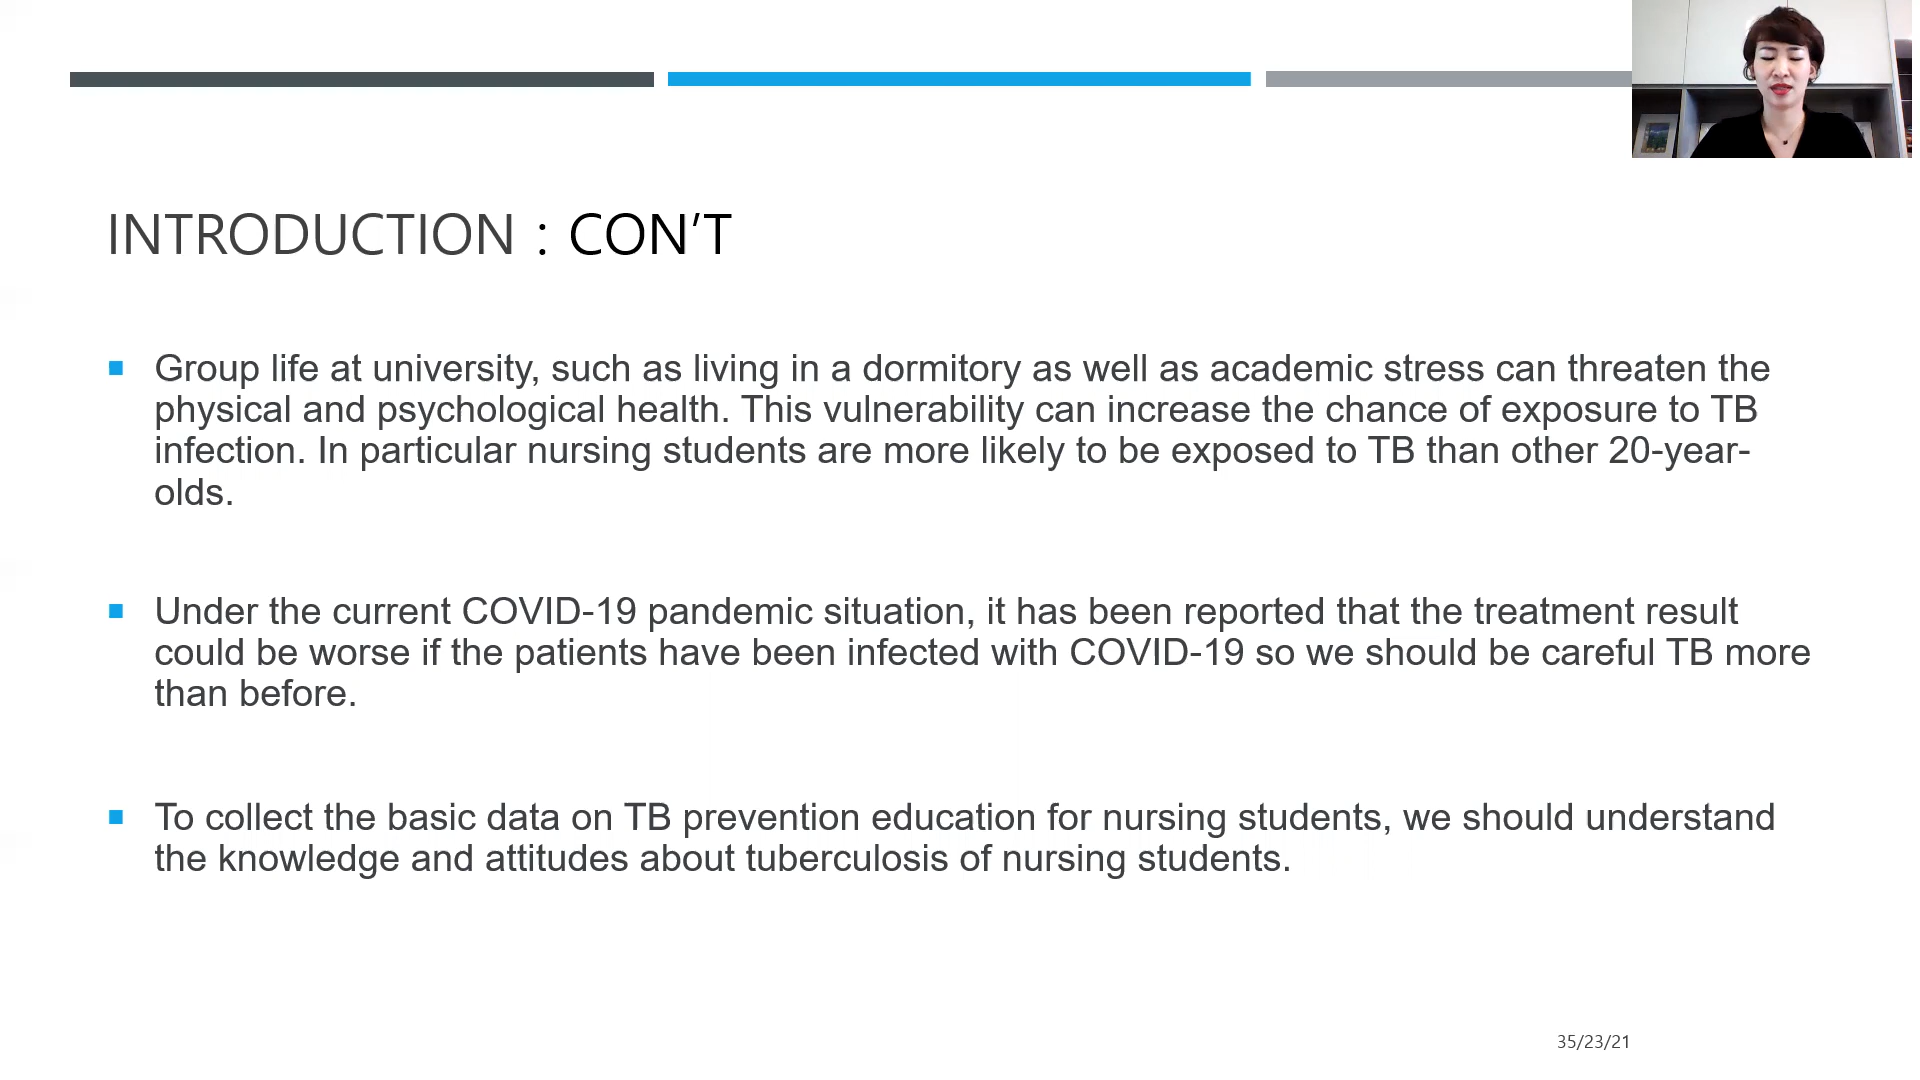 INTRODUCTION : CON’T
Group life at university, such as living in a dormitory as well as academic stress can threaten the
physical and psychological health. This vulnerability can increase the chance of exposure to TB
infection. In particular nursing students are more likely to be exposed to TB than other 20-year-
olds.
Under the current COVID-19 pandemic situation, it has been reported that the treatment result
could be worse if the patients have been infected with COVID-19 so we should be careful TB more
than before.
To collect the basic data on TB prevention education for nursing students, we should understand
the knowledge and attitudes about tuberculosis of nursing students.
35/23/21